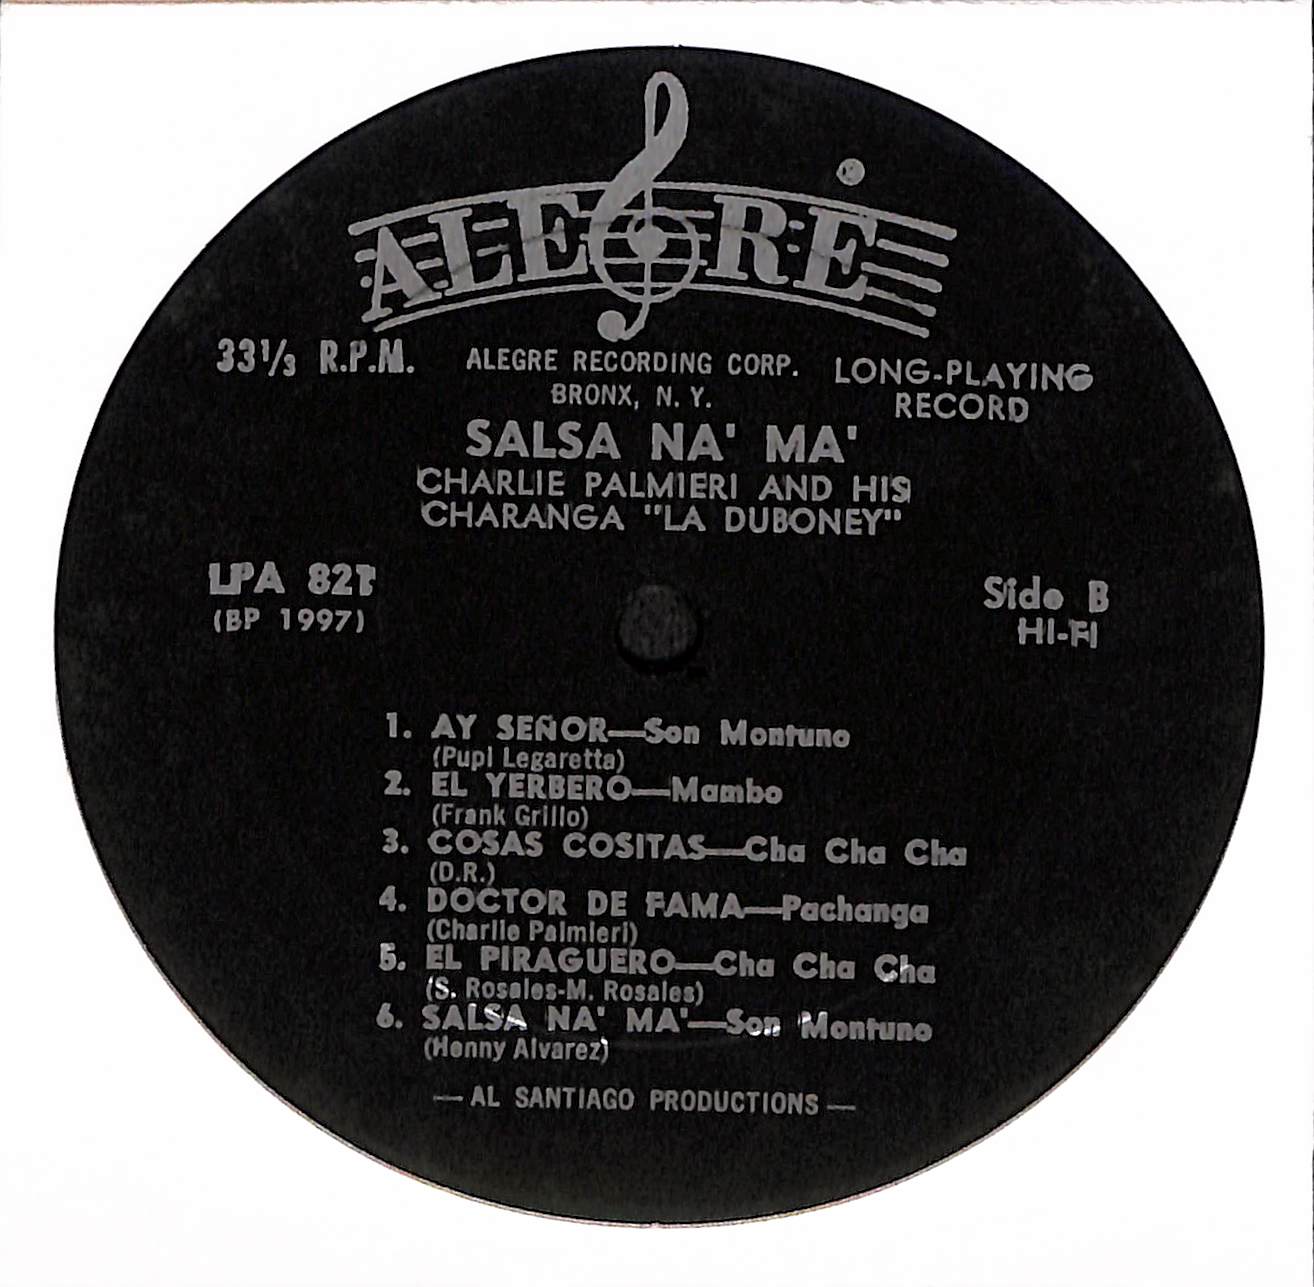 ALEGRE
33⅓ R.P.M.
ALEGRE RECORDING CORP.
BRONX, N. Y.
LONG-PLAYING
RECORD
SALSA NA' MA'
CHARLIE PALMIERI AND HIS
CHARANGA "LA DUBONEY"
LPA 821
(BP 1997)
Side B
HI-FI
1. AY SEÑOR—Son Montuno
(Pupi Legaretta)
2. EL YERBERO—Mambo
(Frank Grillo)
3. COSAS COSITAS—Cha Cha Cha
(D.R.)
4. DOCTOR DE FAMA—Pachanga
(Charlie Palmieri)
5. EL PIRAGUERO—Cha Cha Cha
(S. Rosales-M. Rosales)
6. SALSA NA' MA'—Son Montuno
(Henny Alvarez)
— AL SANTIAGO PRODUCTIONS —